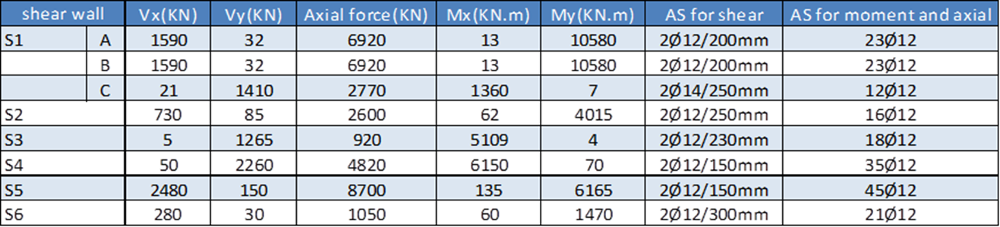 shear wall Vx(KN) Vy(KN) Axial force(KN) Mx(KN.m) My(KN.m) AS for shear AS for moment and axial
S1 A 1590 32 6920 13 10580 2Ø12/200mm 23Ø12
B 1590 32 6920 13 10580 2Ø12/200mm 23Ø12
C 21 1410 2770 1360 7 2Ø14/250mm 12Ø12
S2 730 85 2600 62 4015 2Ø12/250mm 16Ø12
S3 5 1265 920 5109 4 2Ø12/230mm 18Ø12
S4 50 2260 4820 6150 70 2Ø12/150mm 35Ø12
S5 2480 150 8700 135 6165 2Ø12/150mm 45Ø12
S6 280 30 1050 60 1470 2Ø12/300mm 21Ø12